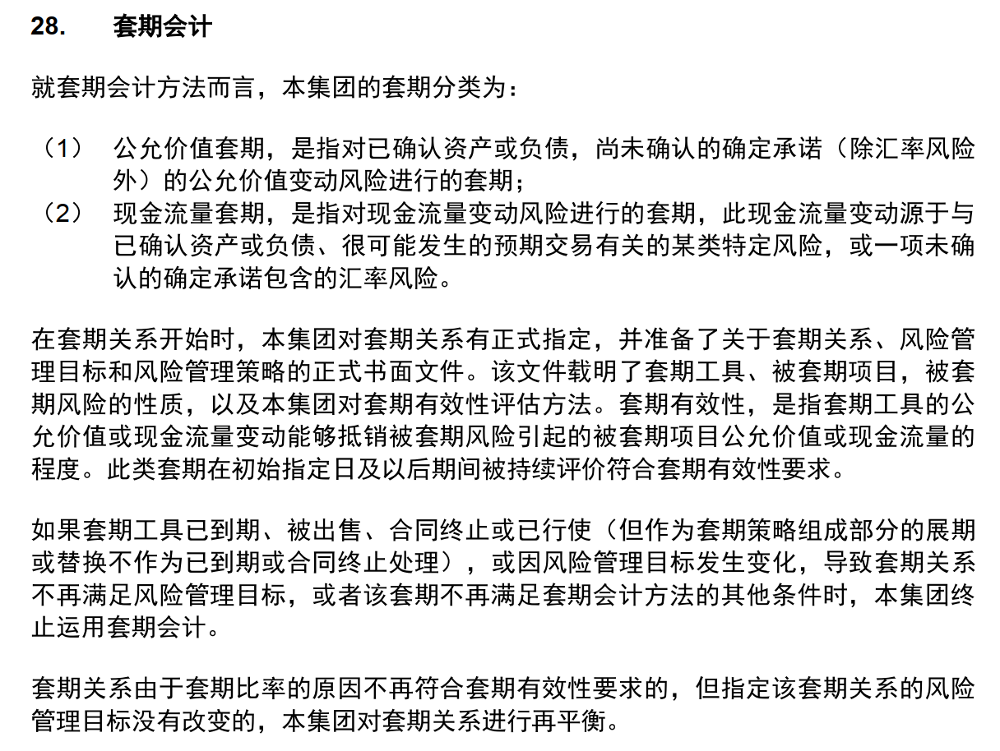 28. 套期会计
就套期会计方法而言，本集团的套期分类为：
（1） 公允价值套期，是指对已确认资产或负债，尚未确认的确定承诺（除汇率风险
外）的公允价值变动风险进行的套期；
（2） 现金流量套期，是指对现金流量变动风险进行的套期，此现金流量变动源于与
已确认资产或负债、很可能发生的预期交易有关的某类特定风险，或一项未确
认的确定承诺包含的汇率风险。
在套期关系开始时，本集团对套期关系有正式指定，并准备了关于套期关系、风险管
理目标和风险管理策略的正式书面文件。该文件载明了套期工具、被套期项目，被套
期风险的性质，以及本集团对套期有效性评估方法。套期有效性，是指套期工具的公
允价值或现金流量变动能够抵销被套期风险引起的被套期项目公允价值或现金流量的
程度。此类套期在初始指定日及以后期间被持续评价符合套期有效性要求。
如果套期工具已到期、被出售、合同终止或已行使（但作为套期策略组成部分的展期
或替换不作为已到期或合同终止处理），或因风险管理目标发生变化，导致套期关系
不再满足风险管理目标，或者该套期不再满足套期会计方法的其他条件时，本集团终
止运用套期会计。
套期关系由于套期比率的原因不再符合套期有效性要求的，但指定该套期关系的风险
管理目标没有改变的，本集团对套期关系进行再平衡。